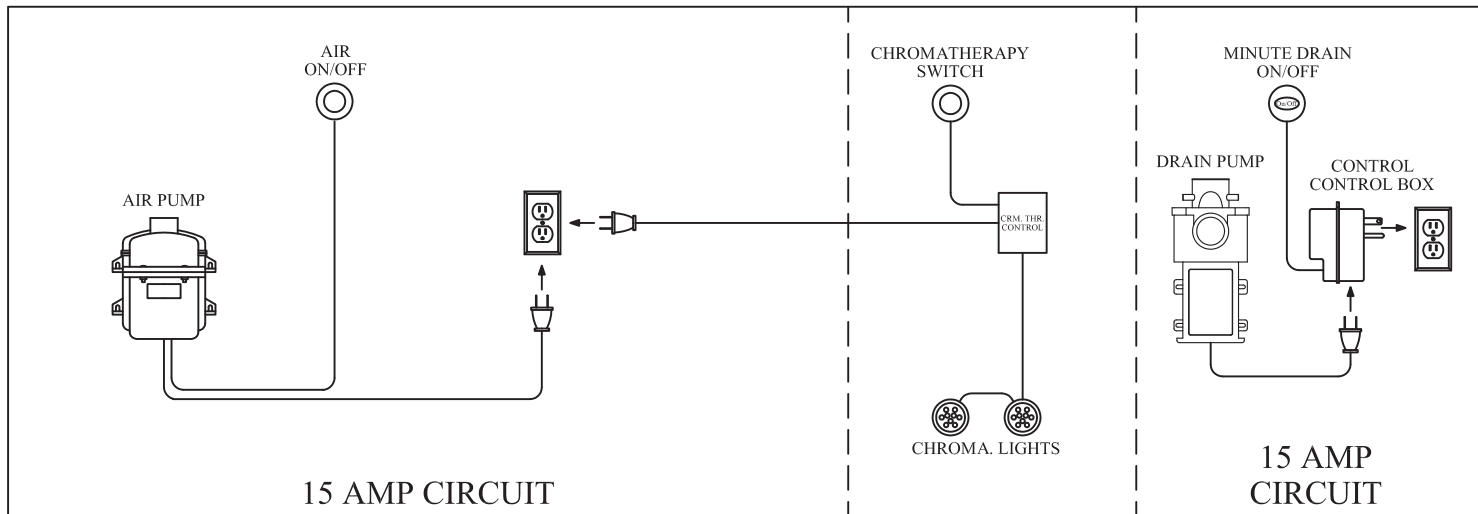 AIR
ON/OFF
AIR PUMP
15 AMP CIRCUIT
CHROMATHERAPY
SWITCH
CRM. THR.
CONTROL
CHROMA. LIGHTS
MINUTE DRAIN
ON/OFF
On/Off
DRAIN PUMP
CONTROL
CONTROL BOX
15 AMP
CIRCUIT